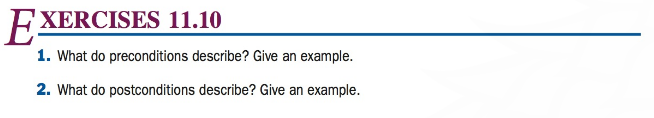 EXERCISES 11.10
1. What do preconditions describe? Give an example.
2. What do postconditions describe? Give an example.